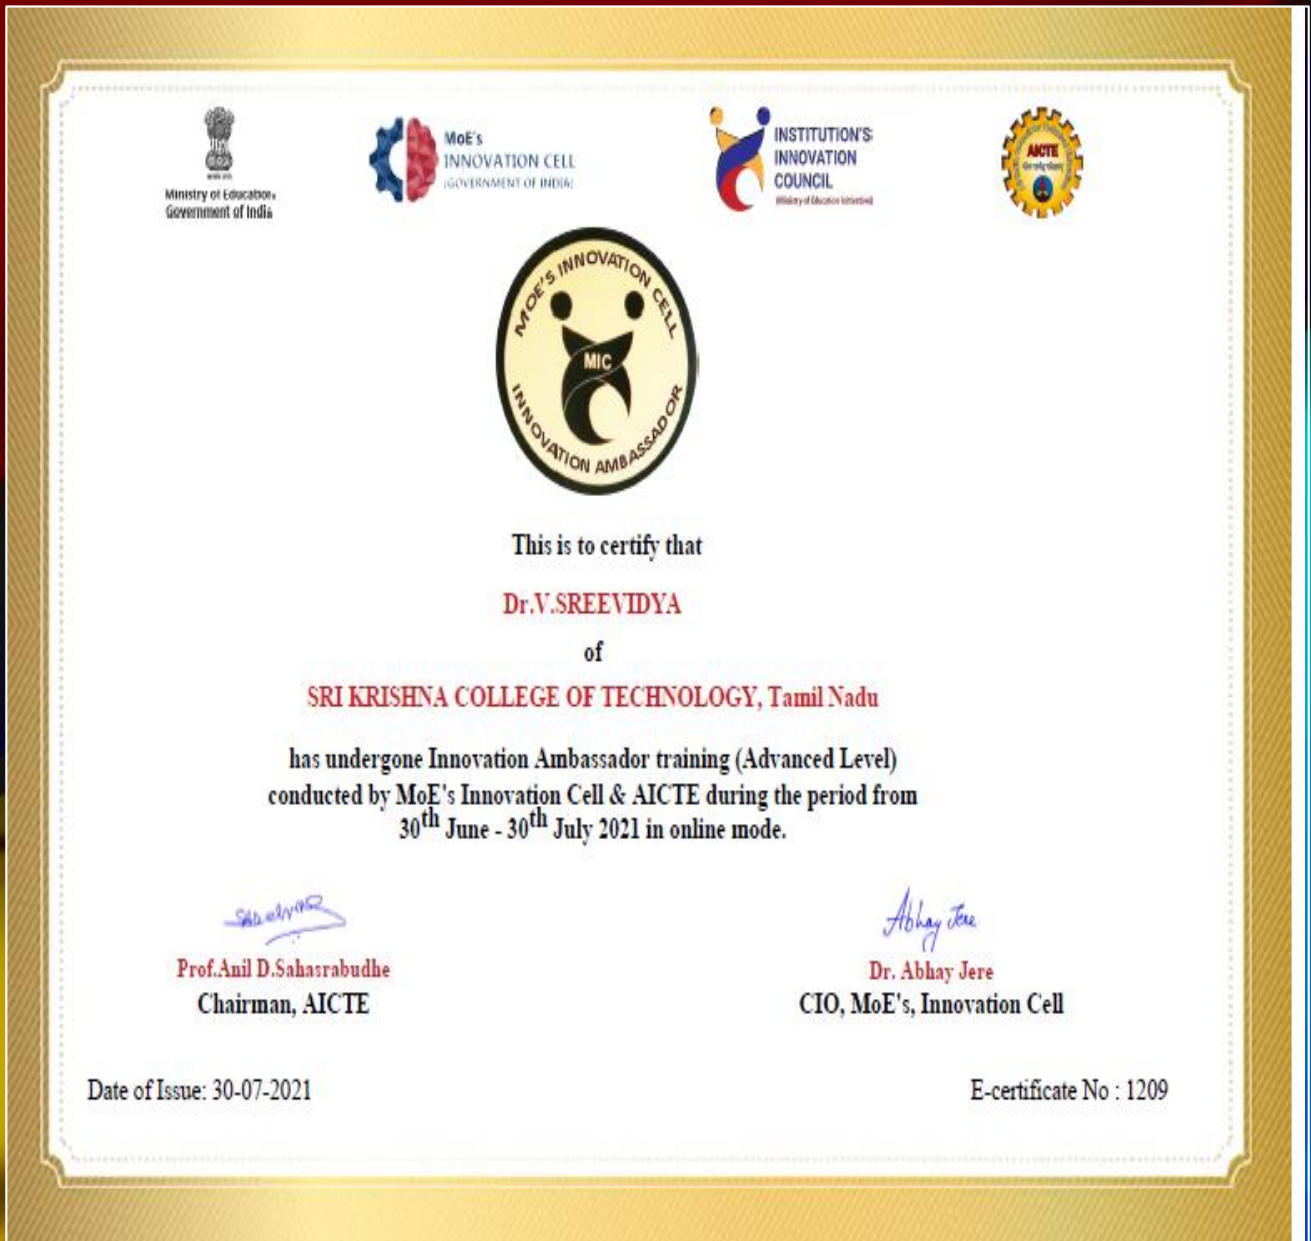 Ministry of Education
Government of India
MoE's
INNOVATION CELL
(GOVERNMENT OF INDIA)
INSTITUTION'S
INNOVATION
COUNCIL
(Ministry of Education Initiative)
AICTE
MOE'S INNOVATION CELL
MIC
INNOVATION AMBASSADOR
This is to certify that
Dr.V.SREEVIDYA
of
SRI KRISHNA COLLEGE OF TECHNOLOGY, Tamil Nadu
has undergone Innovation Ambassador training (Advanced Level)
conducted by MoE's Innovation Cell & AICTE during the period from
30th June - 30th July 2021 in online mode.
Abhay Jere
Prof.Anil D.Sahasrabudhe
Dr. Abhay Jere
Chairman, AICTE
CIO, MoE's, Innovation Cell
Date of Issue: 30-07-2021
E-certificate No : 1209